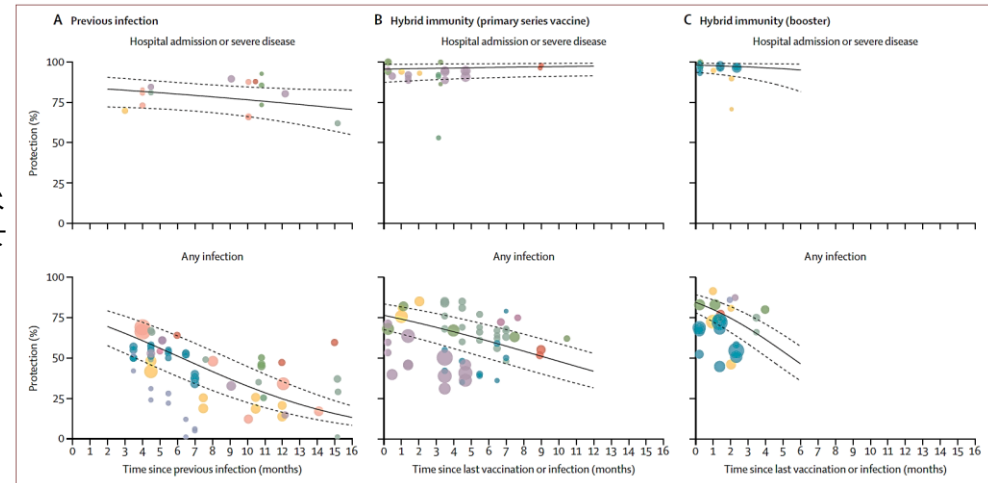 A Previous infection
B Hybrid immunity (primary series vaccine)
C Hybrid immunity (booster)
Hospital admission or severe disease
Hospital admission or severe disease
Hospital admission or severe disease
Protection (%)
100
75
50
25
0
Any infection
Any infection
Any infection
Protection (%)
100
75
50
25
0
0 1 2 3 4 5 6 7 8 9 10 11 12 13 14 15 16
0 1 2 3 4 5 6 7 8 9 10 11 12 13 14 15 16
0 1 2 3 4 5 6 7 8 9 10 11 12 13 14 15 16
Time since previous infection (months)
Time since last vaccination or infection (months)
Time since last vaccination or infection (months)